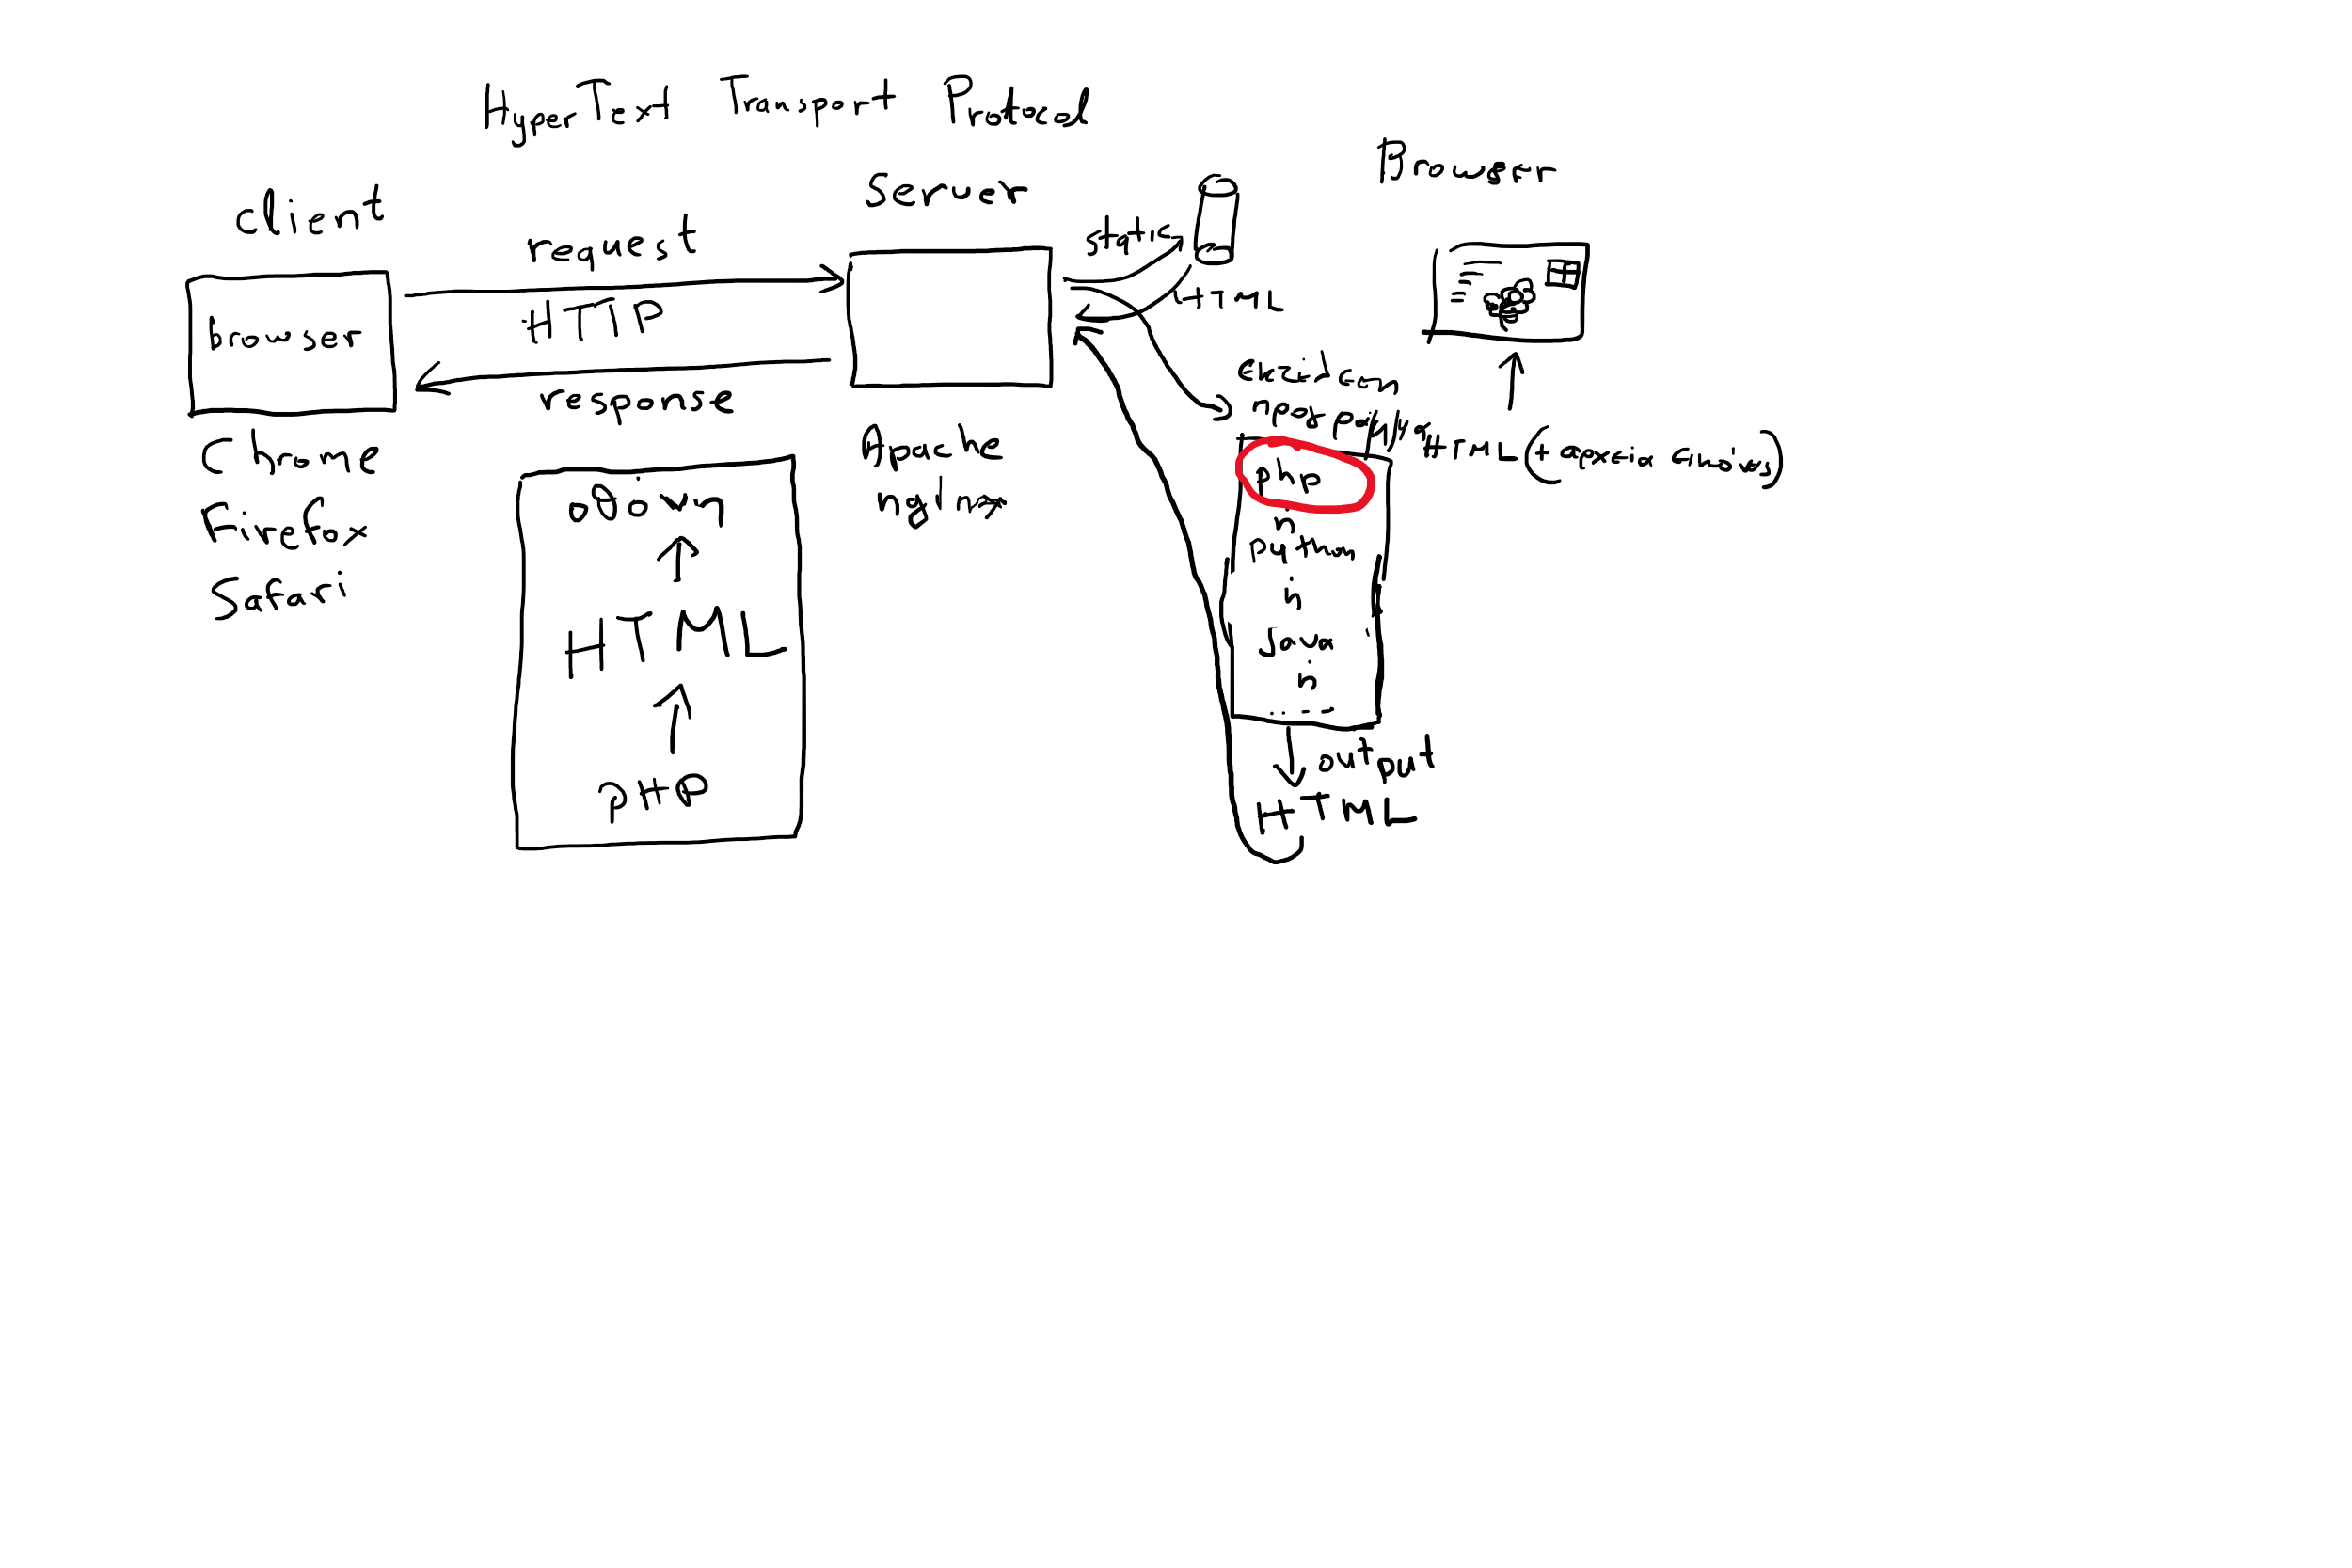 HyperText Transport Protocol
client
browser
Chrome
Firefox
Safari
request
HTTP
response
Server
Apache
nginx
static
HTML
εκτέλεση
προγράμματος
php
ή
python
ή
Java
ή
.....
output
HTML
οθόνη
HTML
PHP
Browser
HTML (+ αρχεία εικόνας)